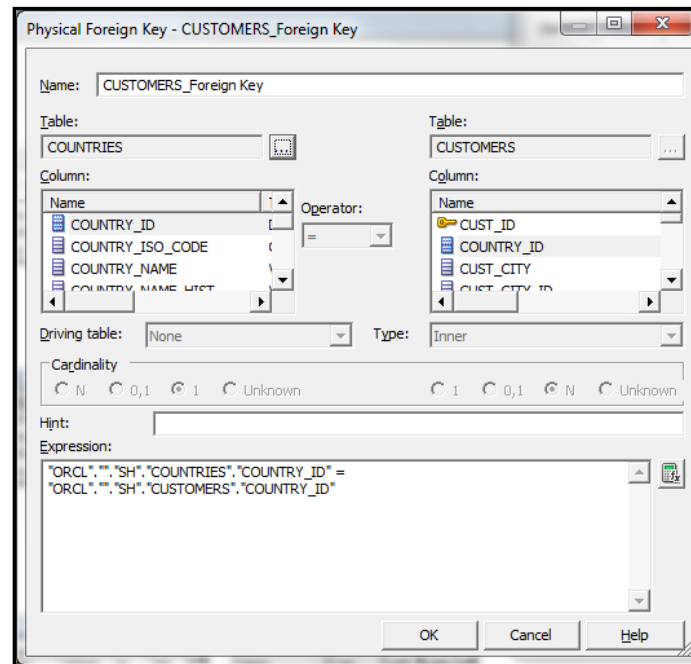 Physical Foreign Key - CUSTOMERS_Foreign Key
Name: CUSTOMERS_Foreign Key
Table: Table:
COUNTRIES ... CUSTOMERS ...
Column: Column:
Name Operator: Name
COUNTRY_ID = CUST_ID
COUNTRY_ISO_CODE COUNTRY_ID
COUNTRY_NAME CUST_CITY
COUNTRY_NAME_HIST CUST_CITY_ID
Driving table: None Type: Inner
Cardinality
N 0,1 1 Unknown 1 0,1 N Unknown
Hint:
Expression:
"ORCL".""."SH"."COUNTRIES"."COUNTRY_ID" =
"ORCL".""."SH"."CUSTOMERS"."COUNTRY_ID"
OK Cancel Help